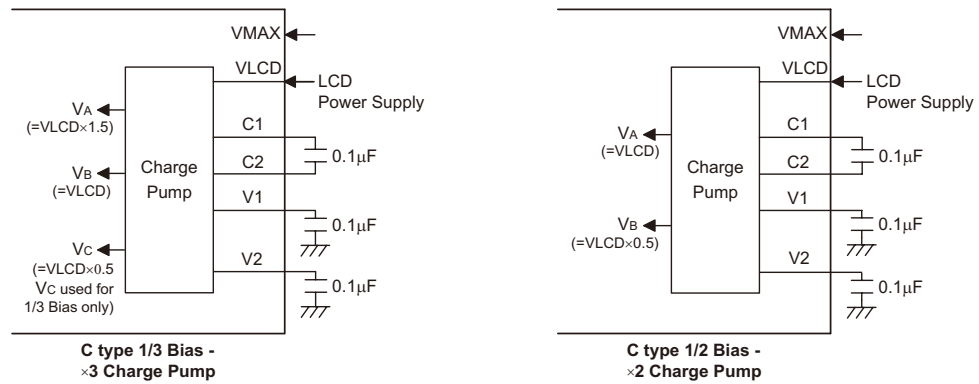 VMAX
VLCD
LCD
Power Supply
VA
(=VLCD×1.5)
C1
C2
0.1μF
Charge
Pump
VB
(=VLCD)
V1
0.1μF
VC
(=VLCD×0.5
VC used for
1/3 Bias only)
V2
0.1μF
C type 1/3 Bias -
×3 Charge Pump
VMAX
VLCD
LCD
Power Supply
VA
(=VLCD)
C1
C2
0.1μF
Charge
Pump
V1
0.1μF
VB
(=VLCD×0.5)
V2
0.1μF
C type 1/2 Bias -
×2 Charge Pump